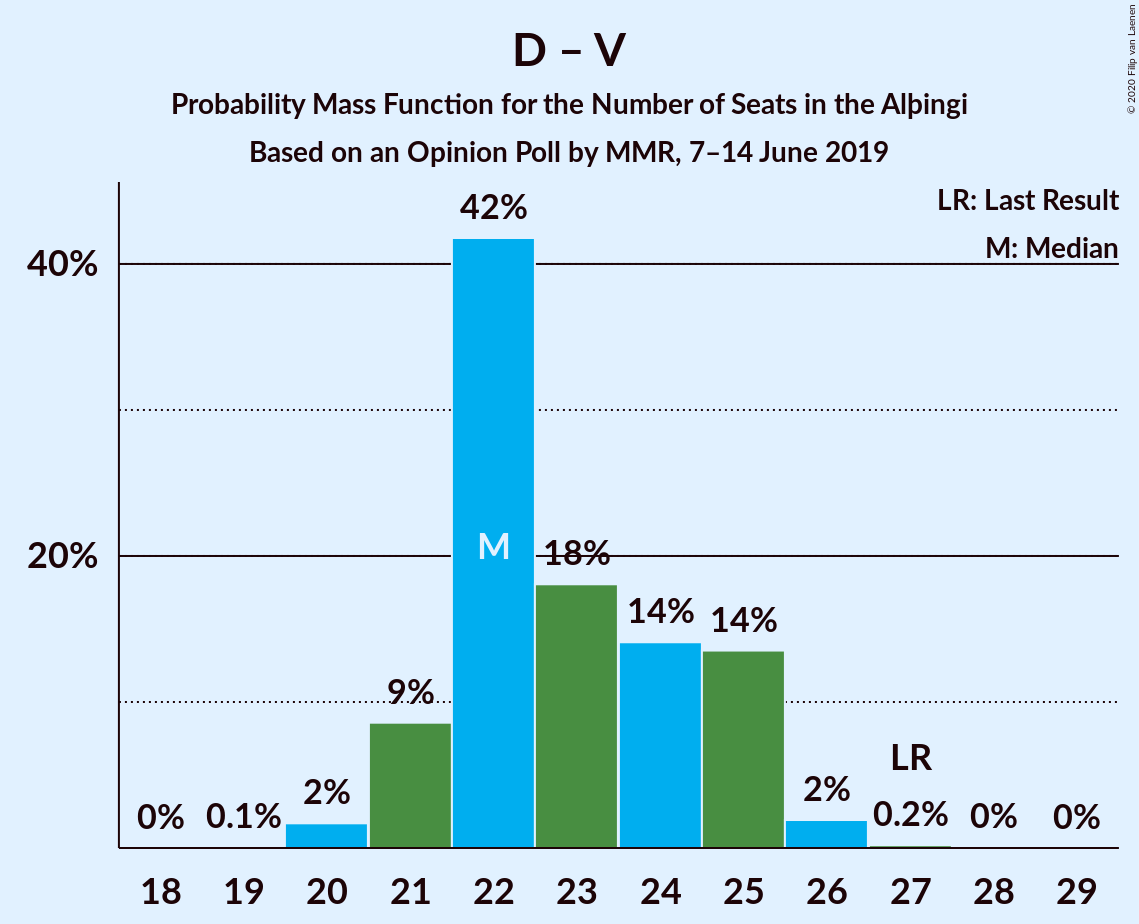 D – V
Probability Mass Function for the Number of Seats in the Alþingi
Based on an Opinion Poll by MMR, 7–14 June 2019
© 2020 Filip van Laenen
LR: Last Result
M: Median
40%
20%
42%
M
18%
14%
14%
9%
2%
2%
LR
0%
0.1%
0.2%
0%
0%
18 19 20 21 22 23 24 25 26 27 28 29